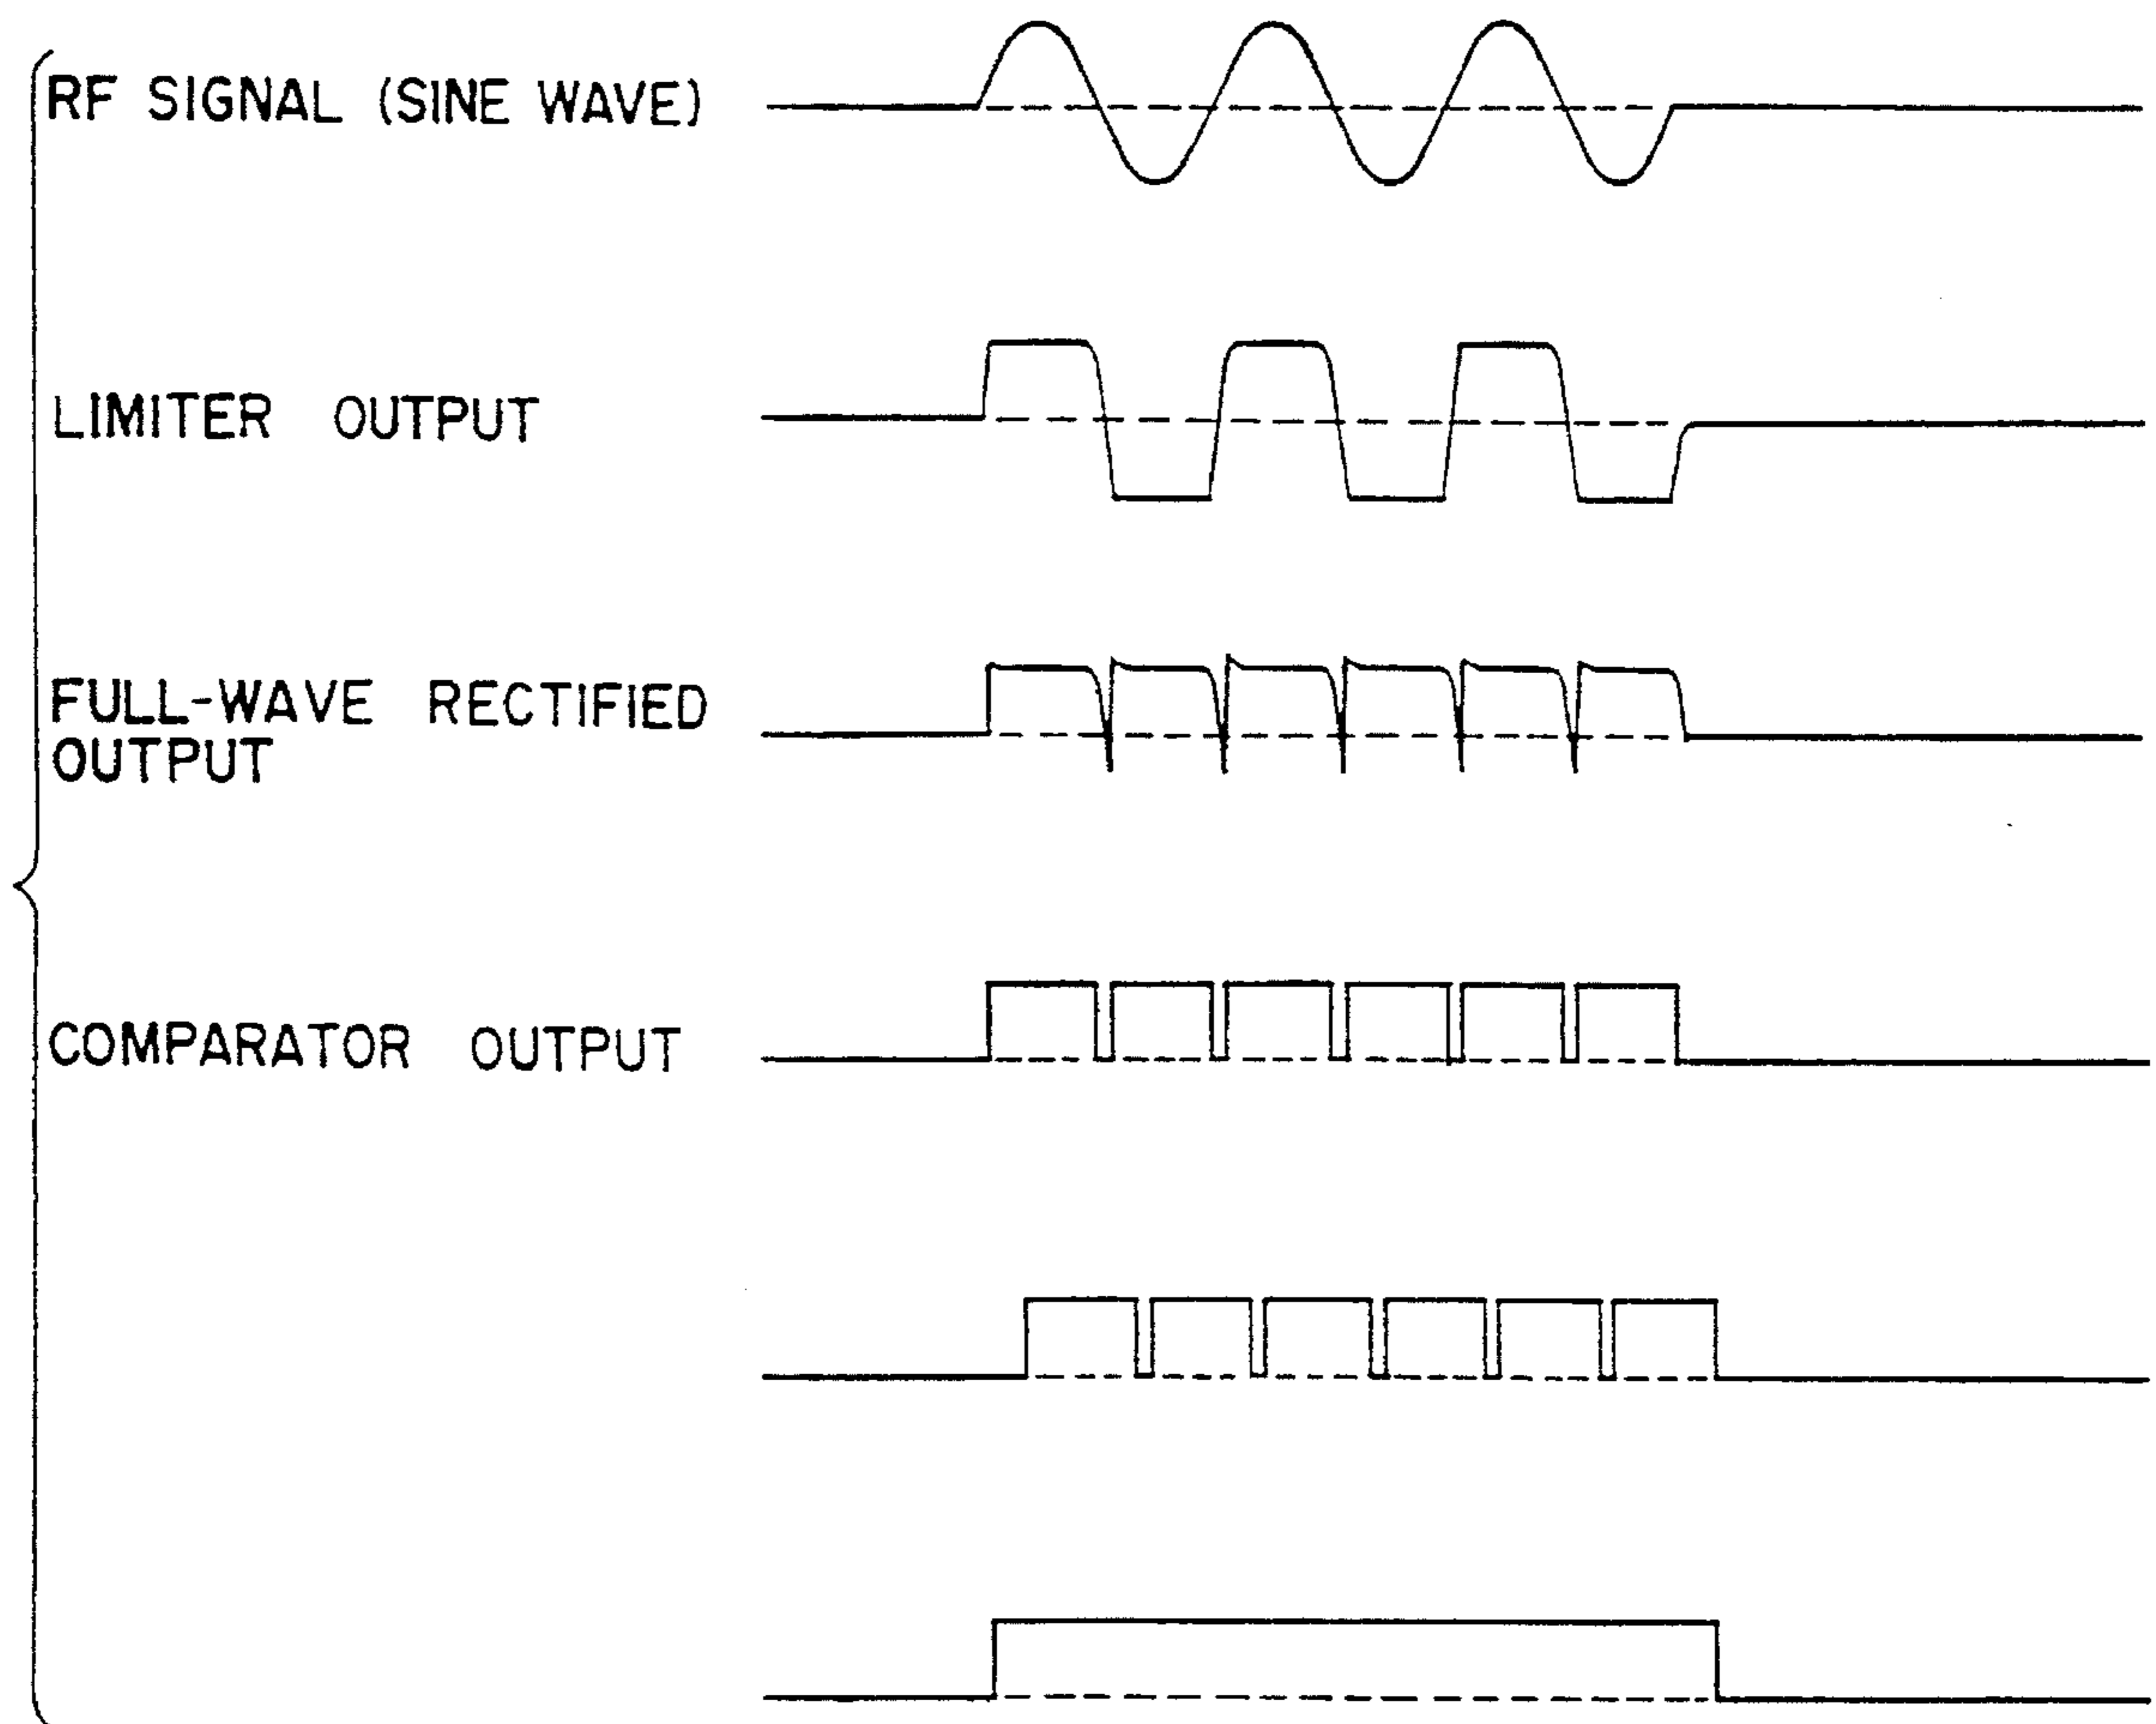 RF SIGNAL (SINE WAVE)
LIMITER OUTPUT
FULL-WAVE RECTIFIED
OUTPUT
COMPARATOR OUTPUT